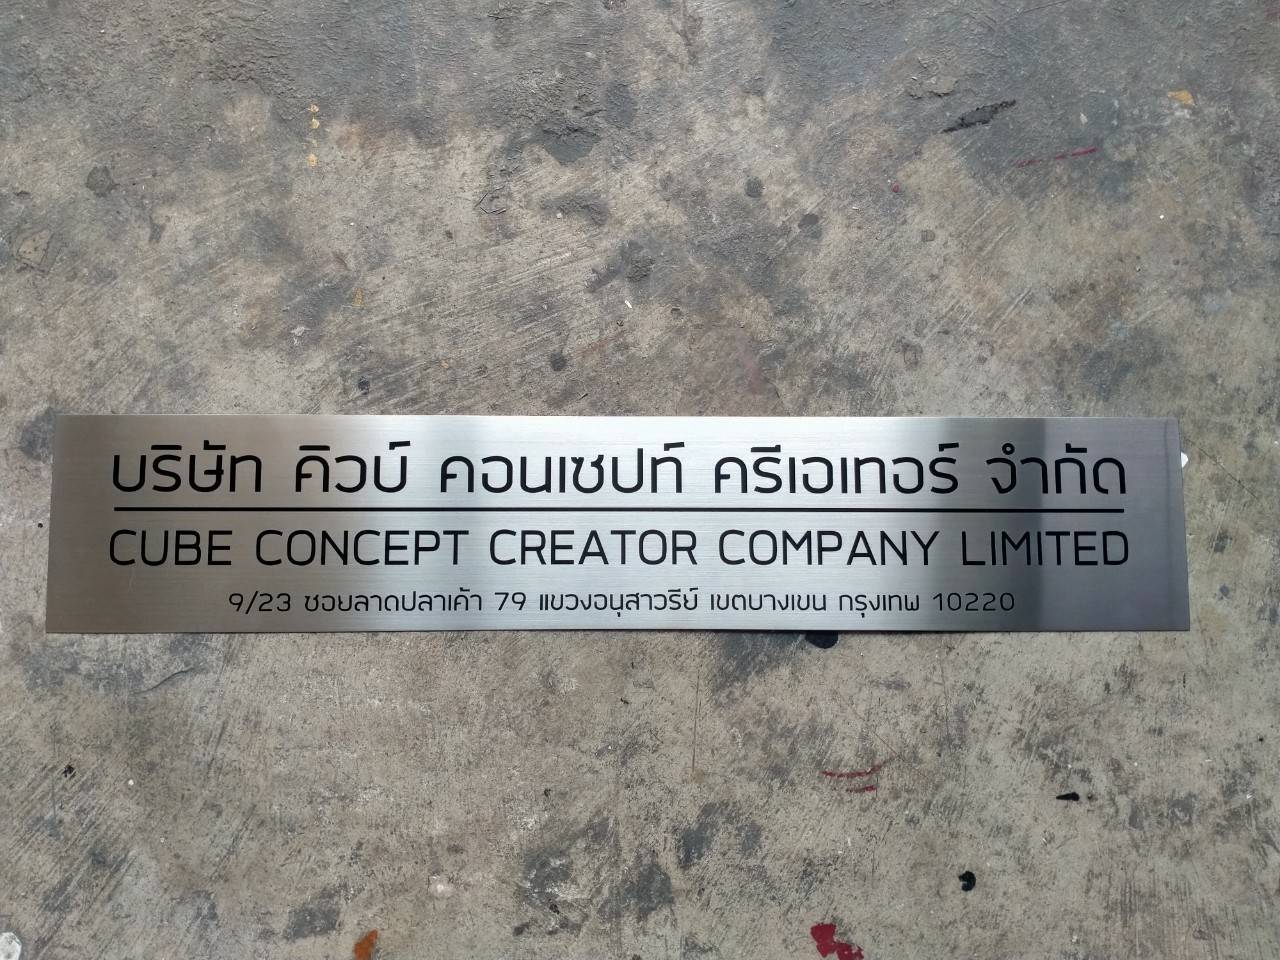 บริษัท คิวบ์ คอนเซปท์ ครีเอเทอร์ จำกัด
CUBE CONCEPT CREATOR COMPANY LIMITED
9/23 ซอยลาดปลาเค้า 79 แขวงอนุสาวรีย์ เขตบางเขน กรุงเทพ 10220